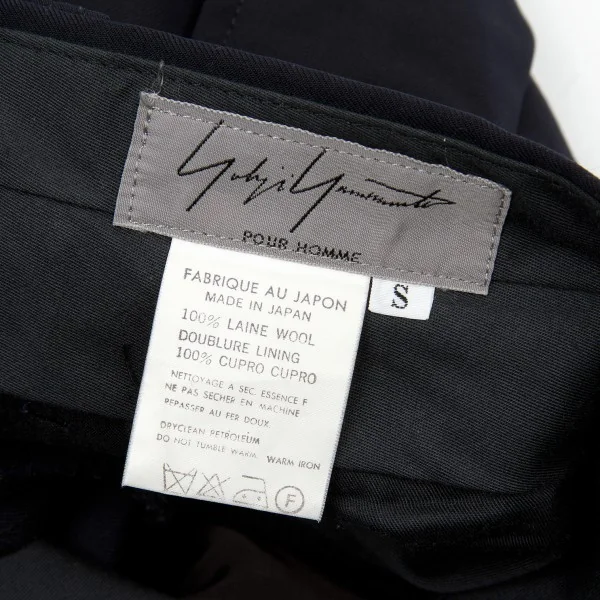 Yohji Yamamoto
POUR HOMME
S
FABRIQUE AU JAPON
MADE IN JAPAN
100% LAINE WOOL
DOUBLURE LINING
100% CUPRO CUPRO
NETTOYAGE A SEC. ESSENCE F
NE PAS SECHER EN MACHINE
REPASSER AU FER DOUX.
DRYCLEAN PETROLEUM
DO NOT TUMBLE WARM. WARM IRON
F